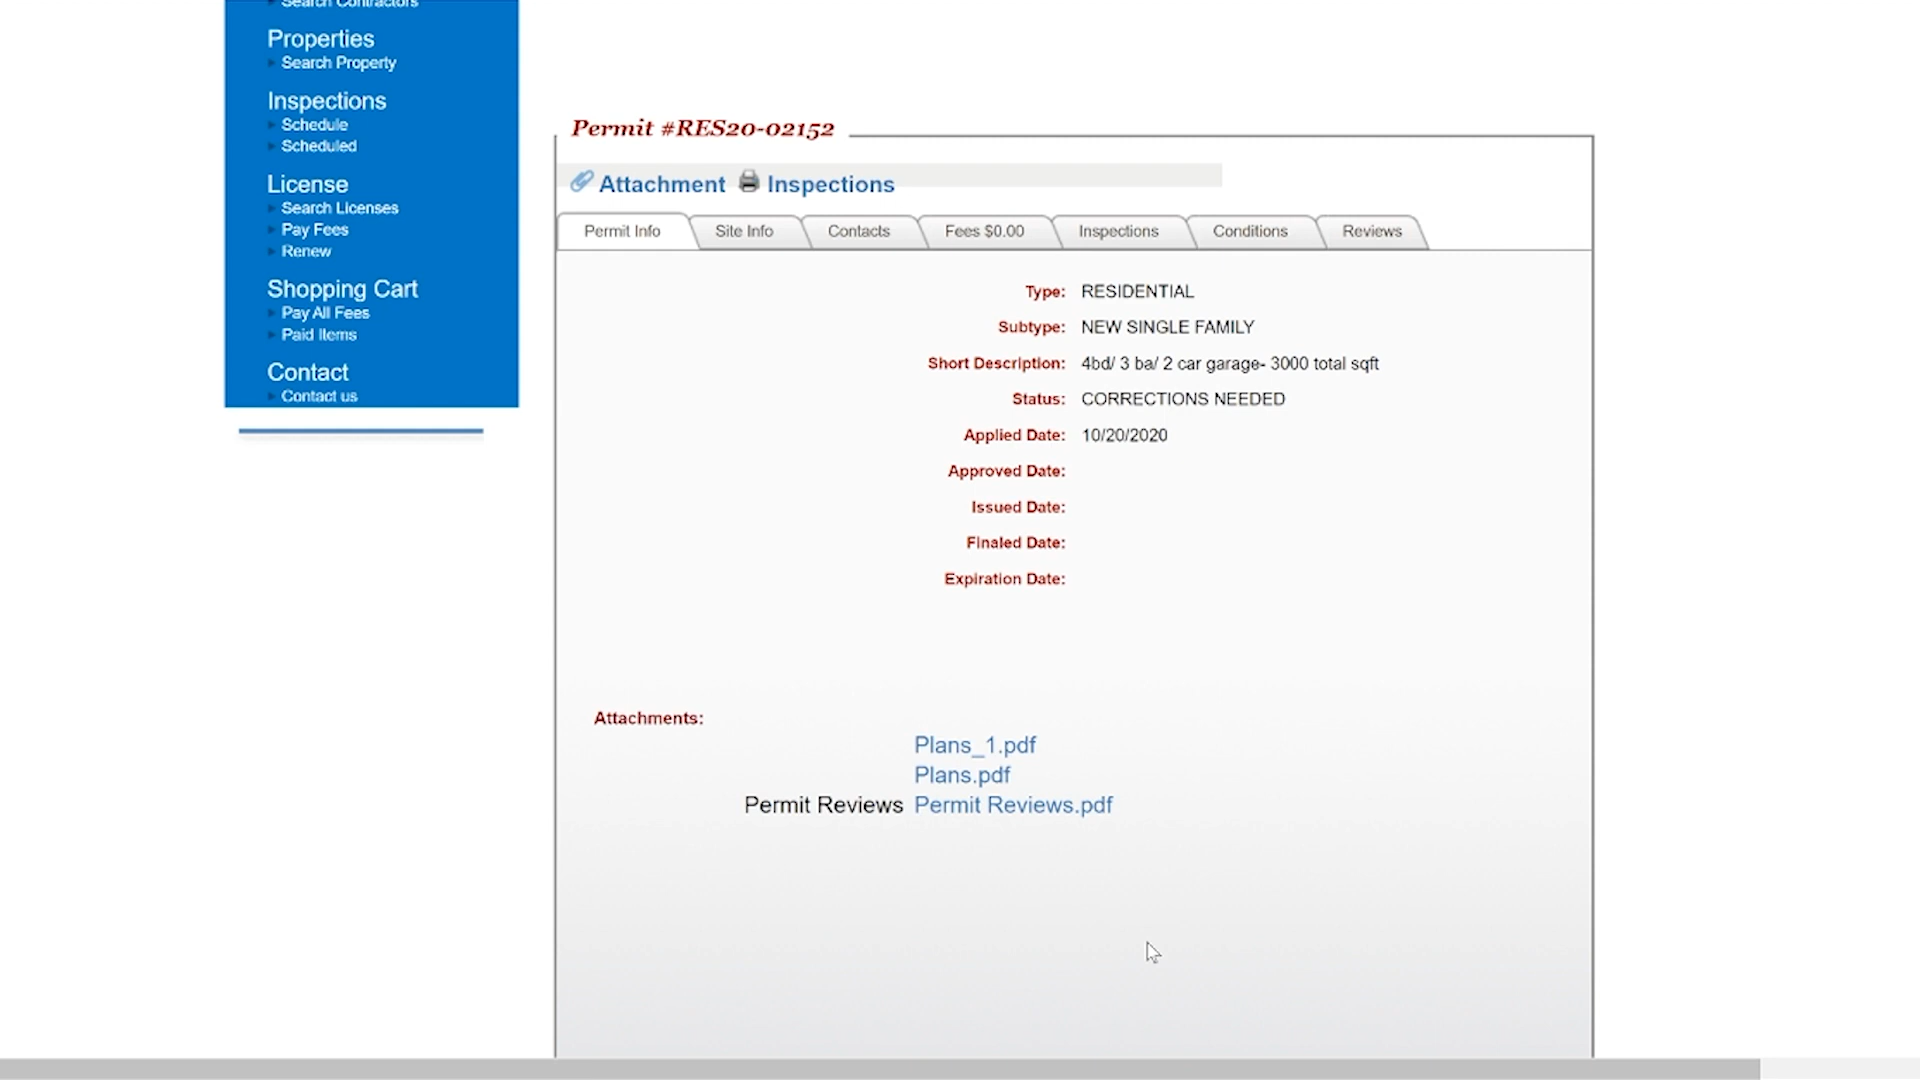 Search Contractors
Properties
Search Property
Inspections
Schedule
Scheduled
License
Search Licenses
Pay Fees
Renew
Shopping Cart
Pay All Fees
Paid Items
Contact
Contact us
Permit #RES20-02152
Attachment Inspections
Permit Info Site Info Contacts Fees $0.00 Inspections Conditions Reviews
Type: RESIDENTIAL
Subtype: NEW SINGLE FAMILY
Short Description: 4bd/ 3 ba/ 2 car garage- 3000 total sqft
Status: CORRECTIONS NEEDED
Applied Date: 10/20/2020
Approved Date:
Issued Date:
Finaled Date:
Expiration Date:
Attachments:
Plans_1.pdf
Plans.pdf
Permit Reviews Permit Reviews.pdf